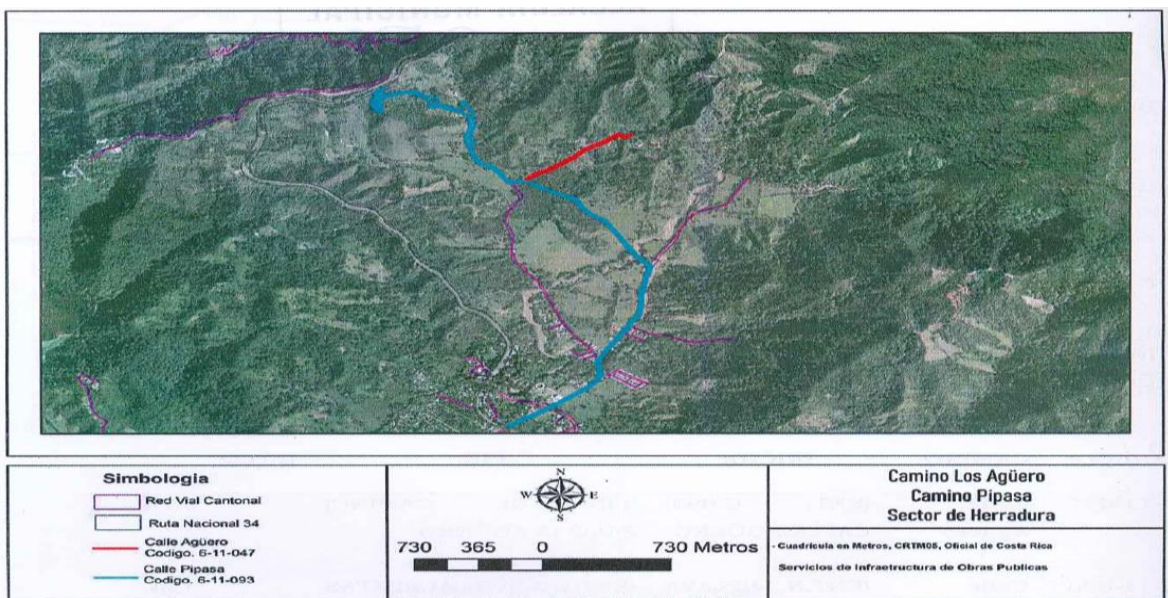 Simbologia
Red Vial Cantonal
Ruta Nacional 34
Calle Agüero
Codigo. 6-11-047
Calle Pipasa
Codigo. 6-11-093
N
W
E
S
730 365 0 730 Metros
Camino Los Agüero
Camino Pipasa
Sector de Herradura
- Cuadricula en Metros, CRTM05, Oficial de Costa Rica
Servicios de Infraestructura de Obras Publicas